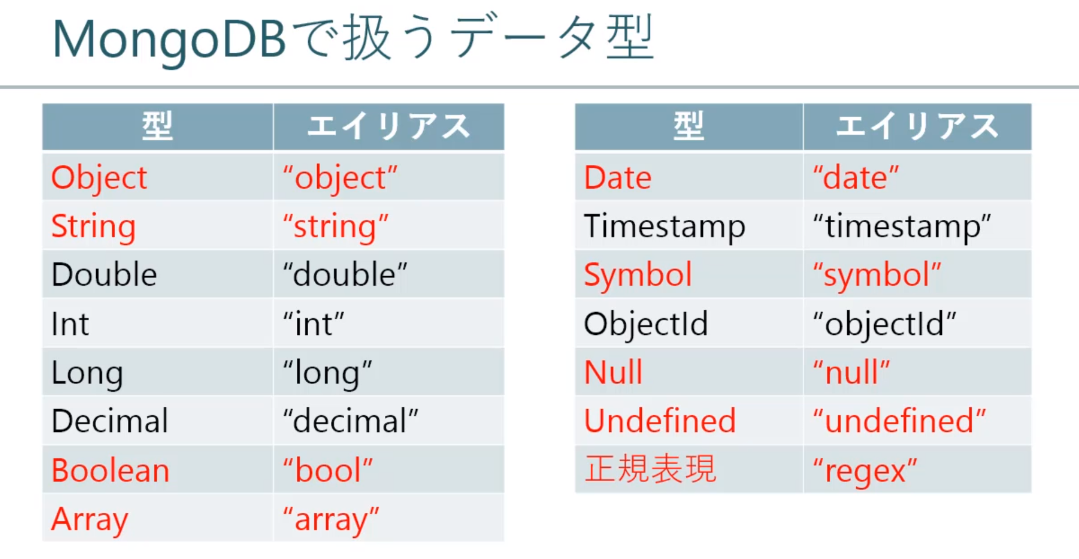 MongoDBで扱うデータ型
型 エイリアス
Object “object”
String “string”
Double “double”
Int “int”
Long “long”
Decimal “decimal”
Boolean “bool”
Array “array”
型 エイリアス
Date “date”
Timestamp “timestamp”
Symbol “symbol”
ObjectId “objectId”
Null “null”
Undefined “undefined”
正規表現 “regex”